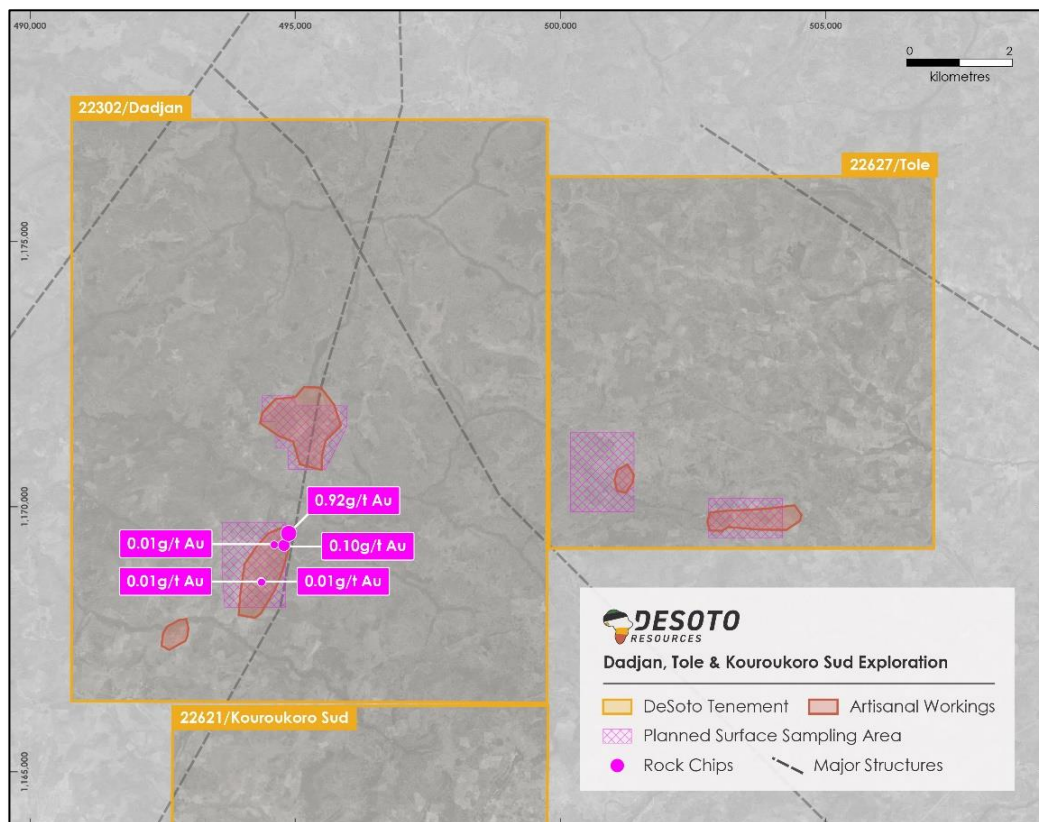 490,000
495,000
500,000
505,000
0 2
kilometres
22302/Dadjan
22627/Tole
1,175,000
1,170,000
0.92g/t Au
0.01g/t Au
0.10g/t Au
0.01g/t Au
0.01g/t Au
22621/Kouroukoro Sud
1,165,000
DESOTO
RESOURCES
Dadjan, Tole & Kouroukoro Sud Exploration
DeSoto Tenement
Artisanal Workings
Planned Surface Sampling Area
Rock Chips
Major Structures